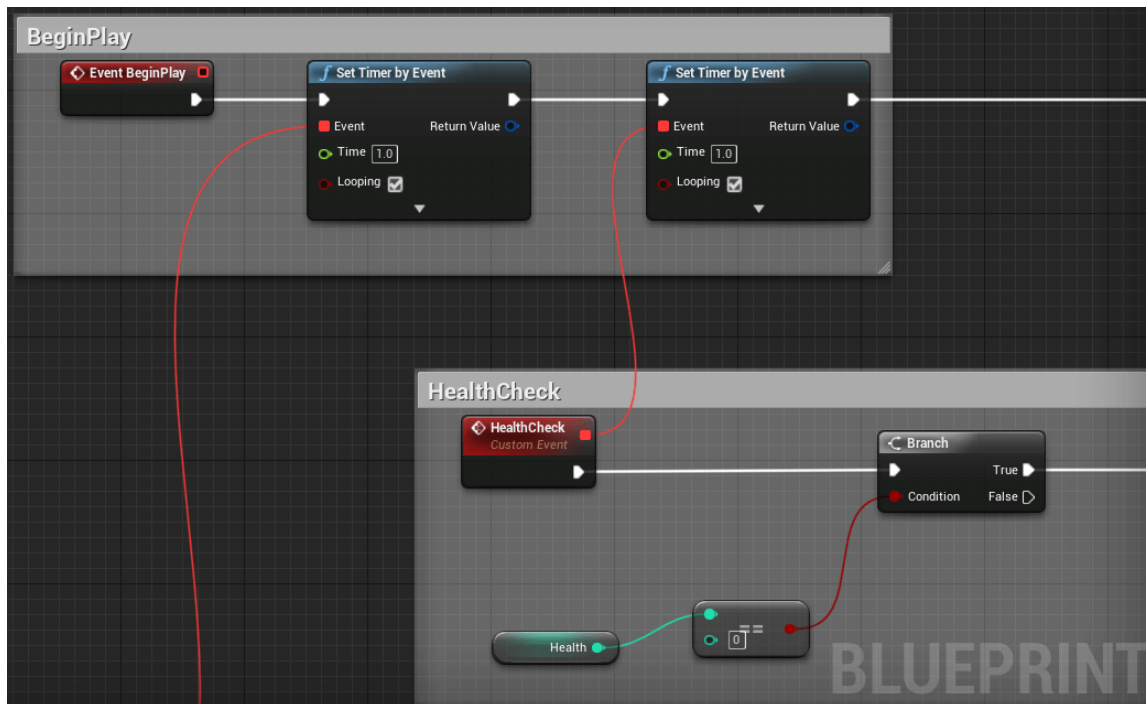 BeginPlay
Event BeginPlay
f Set Timer by Event
Event Return Value
Time 1.0
Looping
f Set Timer by Event
Event Return Value
Time 1.0
Looping
HealthCheck
HealthCheck
Custom Event
Branch
True
Condition False
Health
==
0
BLUEPRINT